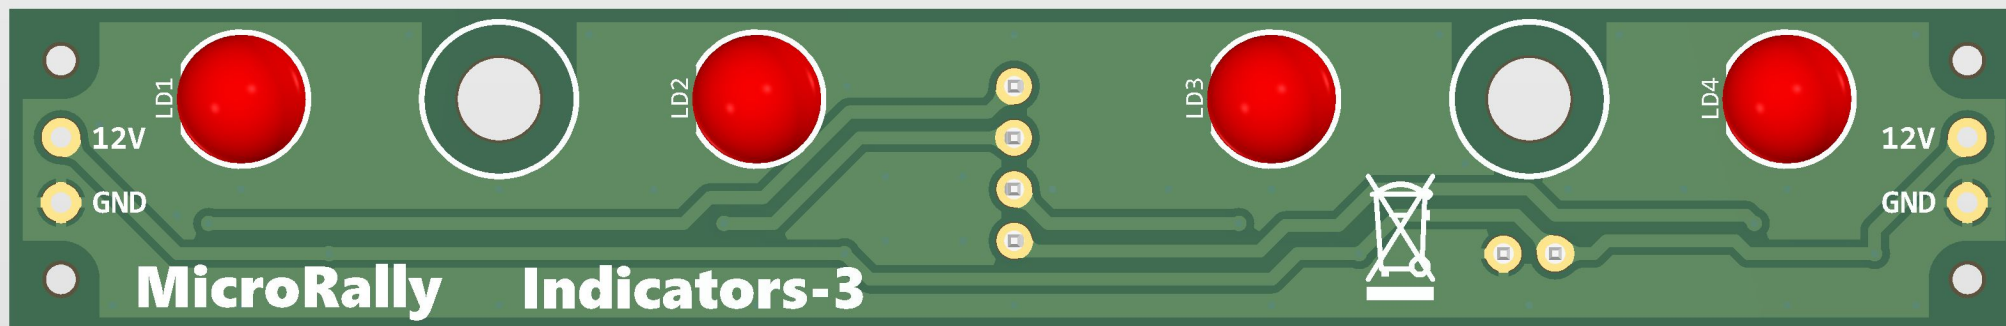 LD1
LD2
LD3
LD4
12V
12V
GND
GND
MicroRally Indicators-3